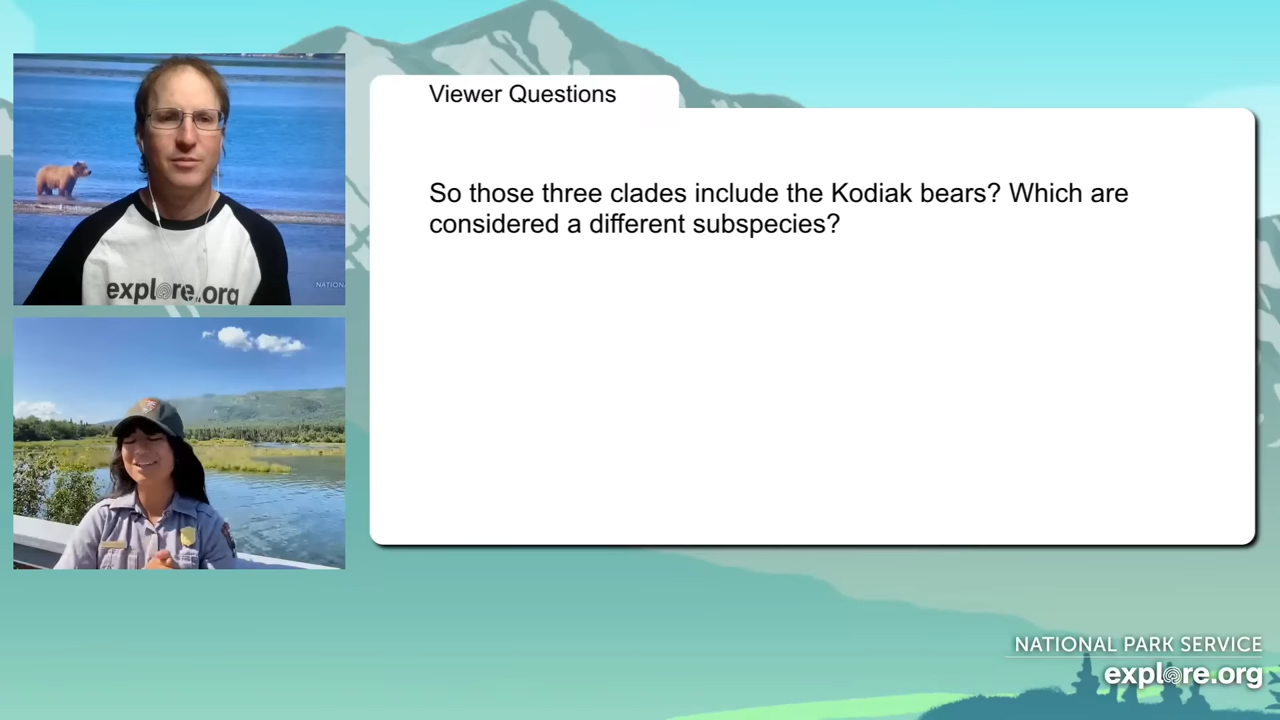 Viewer Questions
So those three clades include the Kodiak bears? Which are
considered a different subspecies?
explore.org
NATION
NATIONAL PARK SERVICE
explore.org